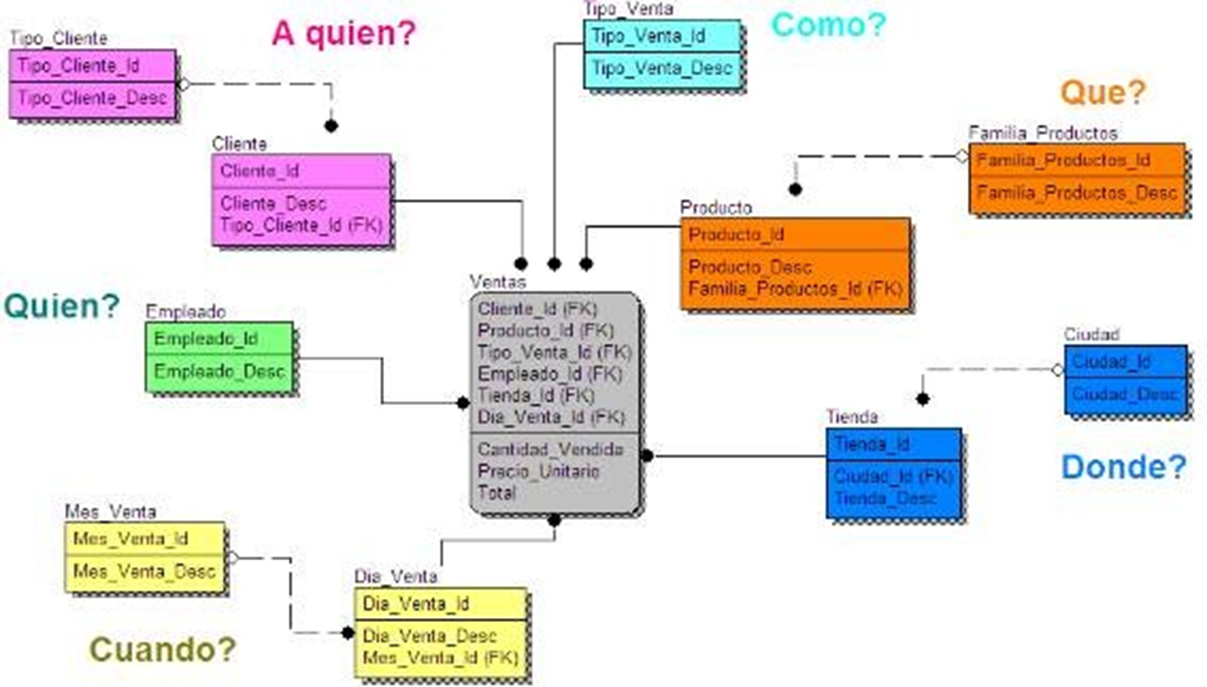 Tipo_Cliente
Tipo_Cliente_Id
Tipo_Cliente_Desc
A quien?
Cliente
Cliente_Id
Cliente_Desc
Tipo_Cliente_Id (FK)
Tipo_Venta
Tipo_Venta_Id
Tipo_Venta_Desc
Como?
Que?
Familia_Productos
Familia_Productos_Id
Familia_Productos_Desc
Producto
Producto_Id
Producto_Desc
Familia_Productos_Id (FK)
Quien?
Empleado
Empleado_Id
Empleado_Desc
Ventas
Cliente_Id (FK)
Producto_Id (FK)
Tipo_Venta_Id (FK)
Empleado_Id (FK)
Tienda_Id (FK)
Dia_Venta_Id (FK)
Cantidad_Vendida
Precio_Unitario
Total
Ciudad
Ciudad_Id
Ciudad_Desc
Tienda
Tienda_Id
Ciudad_Id (FK)
Tienda_Desc
Donde?
Mes_Venta
Mes_Venta_Id
Mes_Venta_Desc
Cuando?
Dia_Venta
Dia_Venta_Id
Dia_Venta_Desc
Mes_Venta_Id (FK)